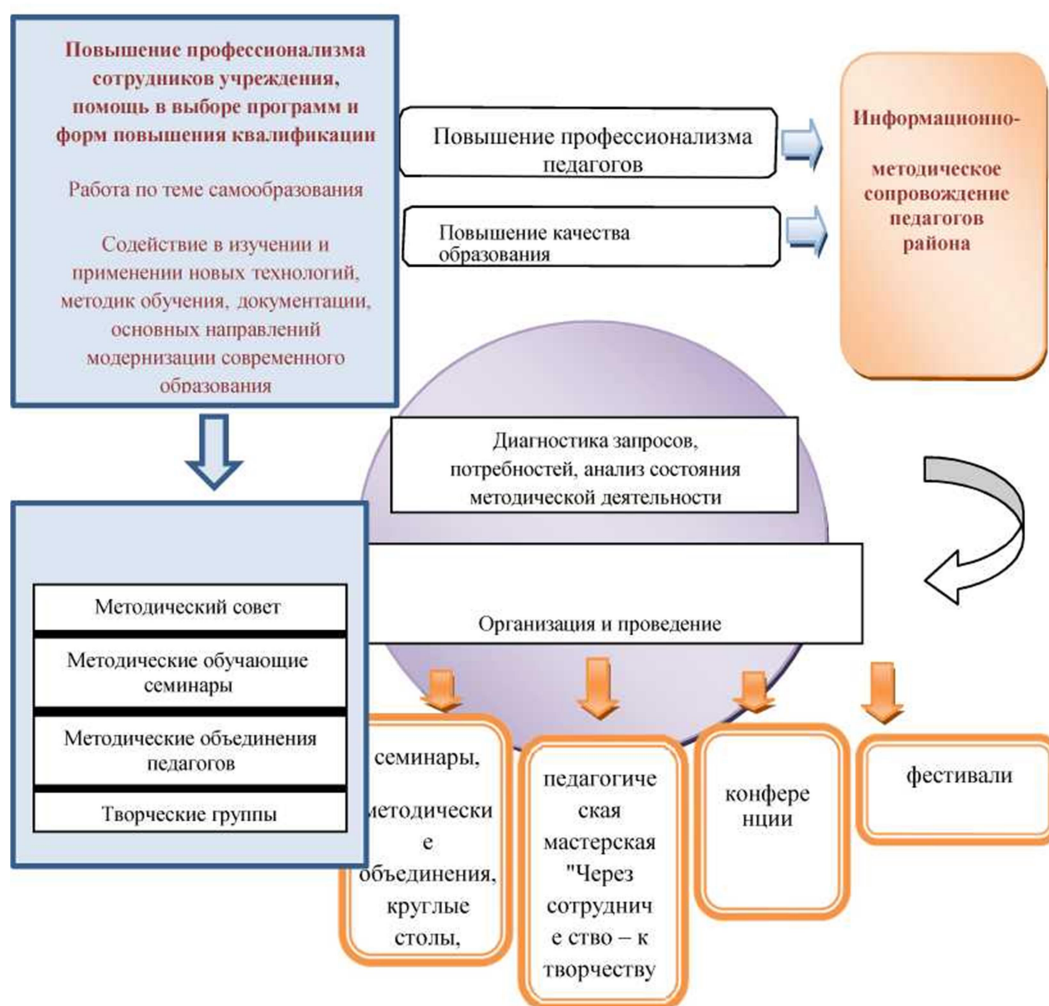 Повышение профессионализма
сотрудников учреждения,
помощь в выборе программ и
форм повышения квалификации
Работа по теме самообразования
Содействие в изучении и
применении новых технологий,
методик обучения, документации,
основных направлений
модернизации современного
образования
Повышение профессионализма
педагогов
Повышение качества
образования
Информационно-
методическое
сопровождение
педагогов
района
Диагностика запросов,
потребностей, анализ состояния
методической деятельности
Организация и проведение
Методический совет
Методические обучающие
семинары
Методические объединения
педагогов
Творческие группы
семинары,
методически
е
объединения,
круглые
столы,
педагогиче
ская
мастерская
"Через
сотруднич
е ство – к
творчеству
конфере
нции
фестивали